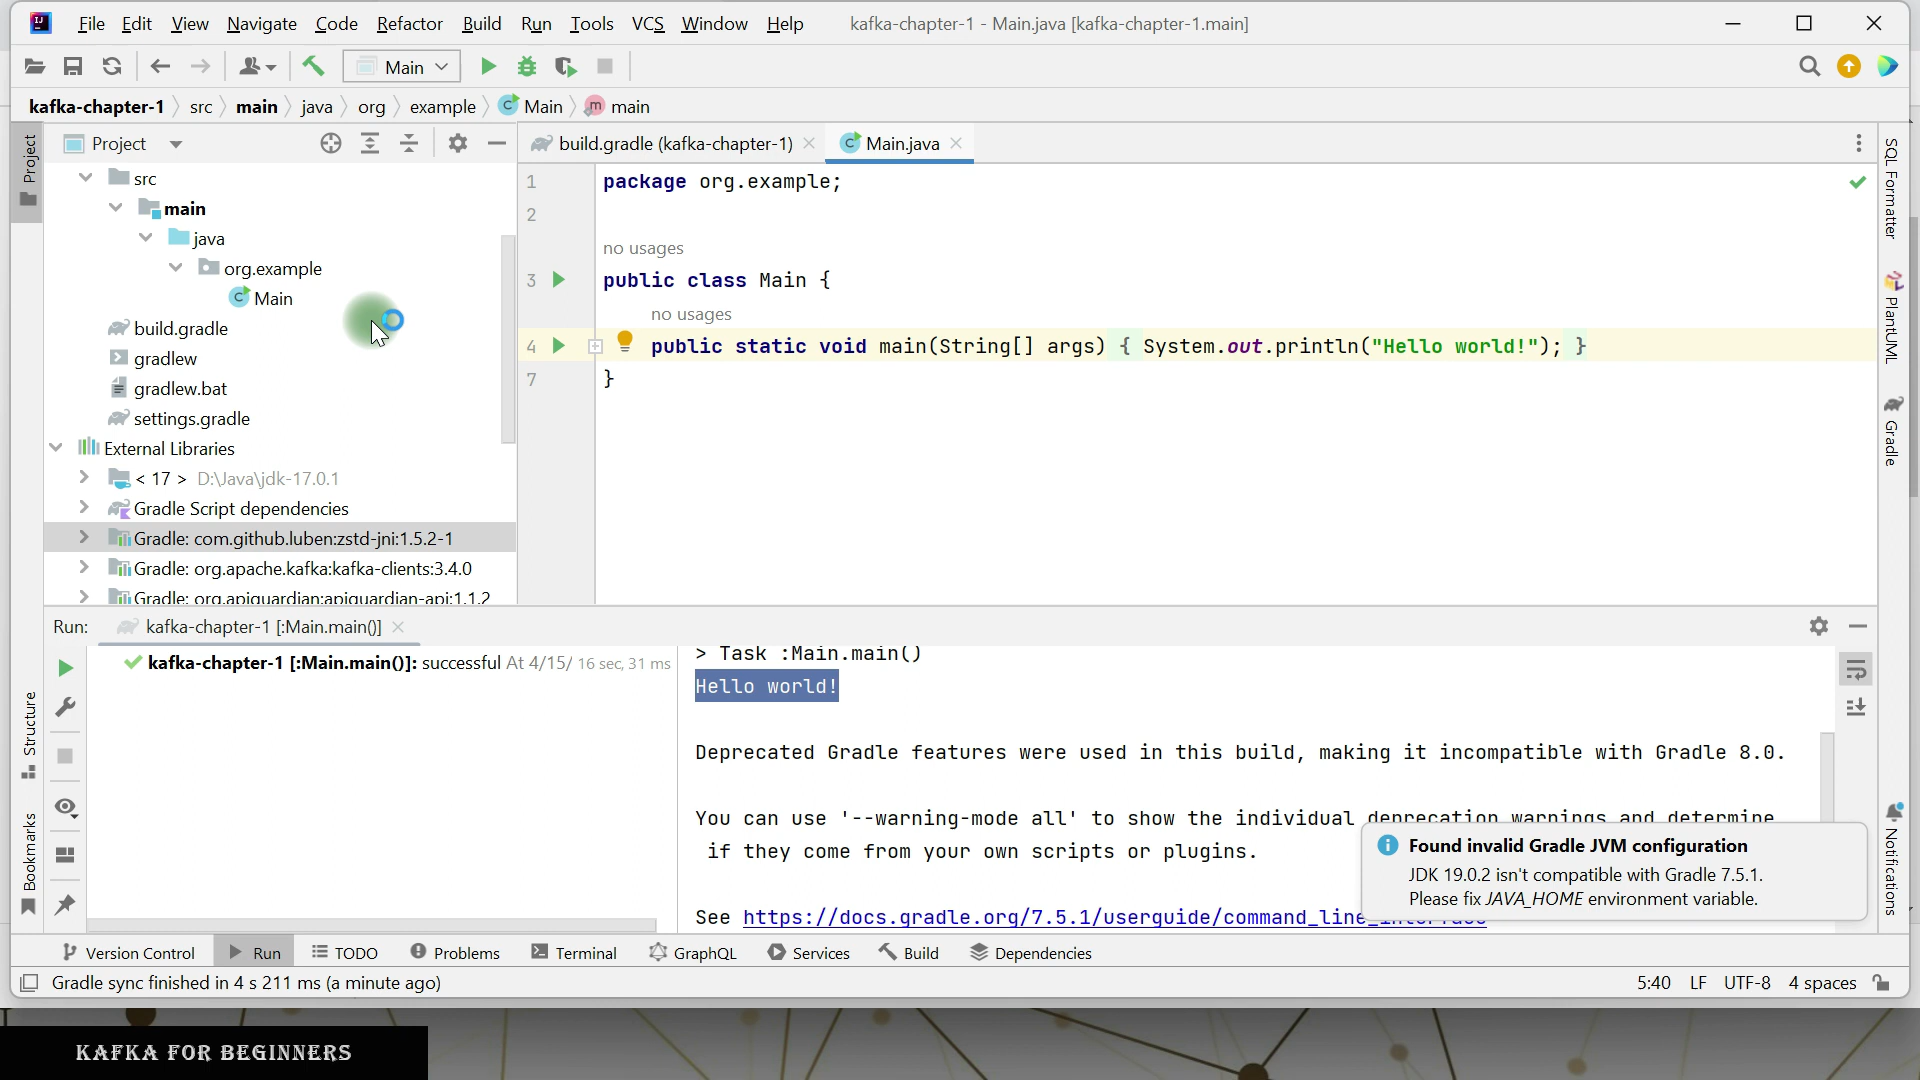 File Edit View Navigate Code Refactor Build Run Tools VCS Window Help kafka-chapter-1 - Main.java [kafka-chapter-1.main]
Main
kafka-chapter-1 src main java org example Main main
Project
build.gradle (kafka-chapter-1) Main.java
Project
src
main
java
org.example
Main
build.gradle
gradlew
gradlew.bat
settings.gradle
External Libraries
< 17 > D:\Java\jdk-17.0.1
Gradle Script dependencies
Gradle: com.github.luben:zstd-jni:1.5.2-1
Gradle: org.apache.kafka:kafka-clients:3.4.0
Gradle: org.apiguardian:apiguardian-api:1.1.2
1 package org.example;
2
no usages
3 public class Main {
no usages
4 public static void main(String[] args) { System.out.println("Hello world!"); }
7 }
SQL Formatter
PlantUML
Gradle
Notifications
Structure
Bookmarks
Run: kafka-chapter-1 [:Main.main()]
kafka-chapter-1 [:Main.main()]: successful At 4/15/ 16 sec, 31 ms
> Task :Main.main()
Hello world!
Deprecated Gradle features were used in this build, making it incompatible with Gradle 8.0.
You can use '--warning-mode all' to show the individual deprecation warnings and determine
if they come from your own scripts or plugins.
See https://docs.gradle.org/7.5.1/userguide/command_line_interface
Found invalid Gradle JVM configuration
JDK 19.0.2 isn't compatible with Gradle 7.5.1.
Please fix JAVA_HOME environment variable.
Version Control Run TODO Problems Terminal GraphQL Services Build Dependencies
Gradle sync finished in 4 s 211 ms (a minute ago)
5:40 LF UTF-8 4 spaces
KAFKA FOR BEGINNERS